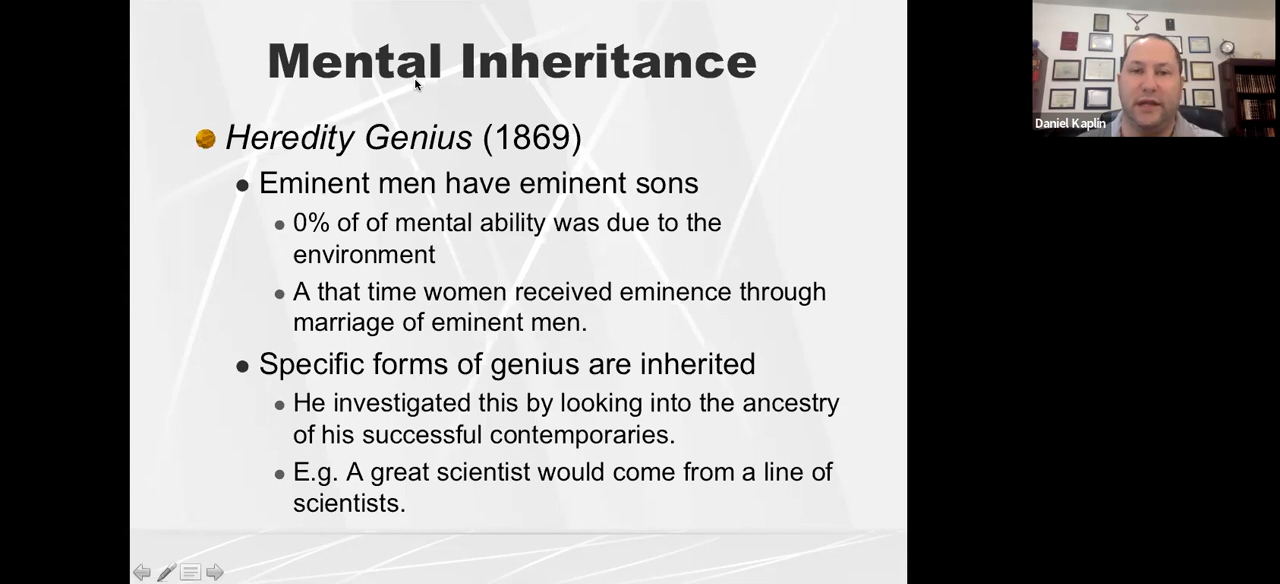 Mental Inheritance
Heredity Genius (1869)
Eminent men have eminent sons
0% of of mental ability was due to the
environment
A that time women received eminence through
marriage of eminent men.
Specific forms of genius are inherited
He investigated this by looking into the ancestry
of his successful contemporaries.
E.g. A great scientist would come from a line of
scientists.
Daniel Kaplin